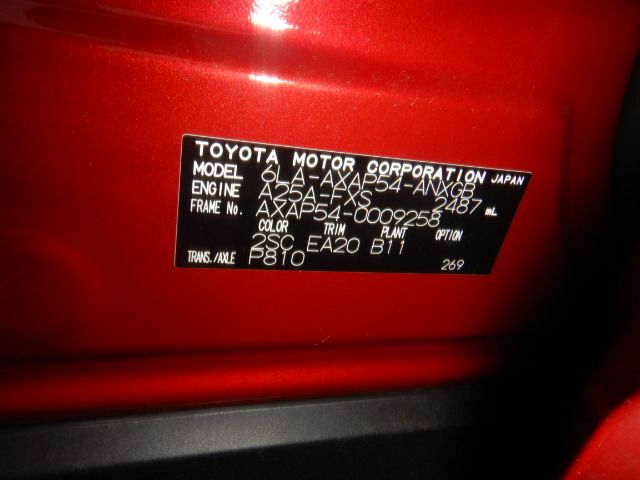 TOYOTA MOTOR CORPORATION JAPAN
MODEL 6LA-AXAP54-ANXGB
ENGINE A25A-FXS 2487 mL
FRAME No. AXAP54-0009258
COLOR TRIM PLANT OPTION
2SC EA20 B11
TRANS./AXLE P810 269